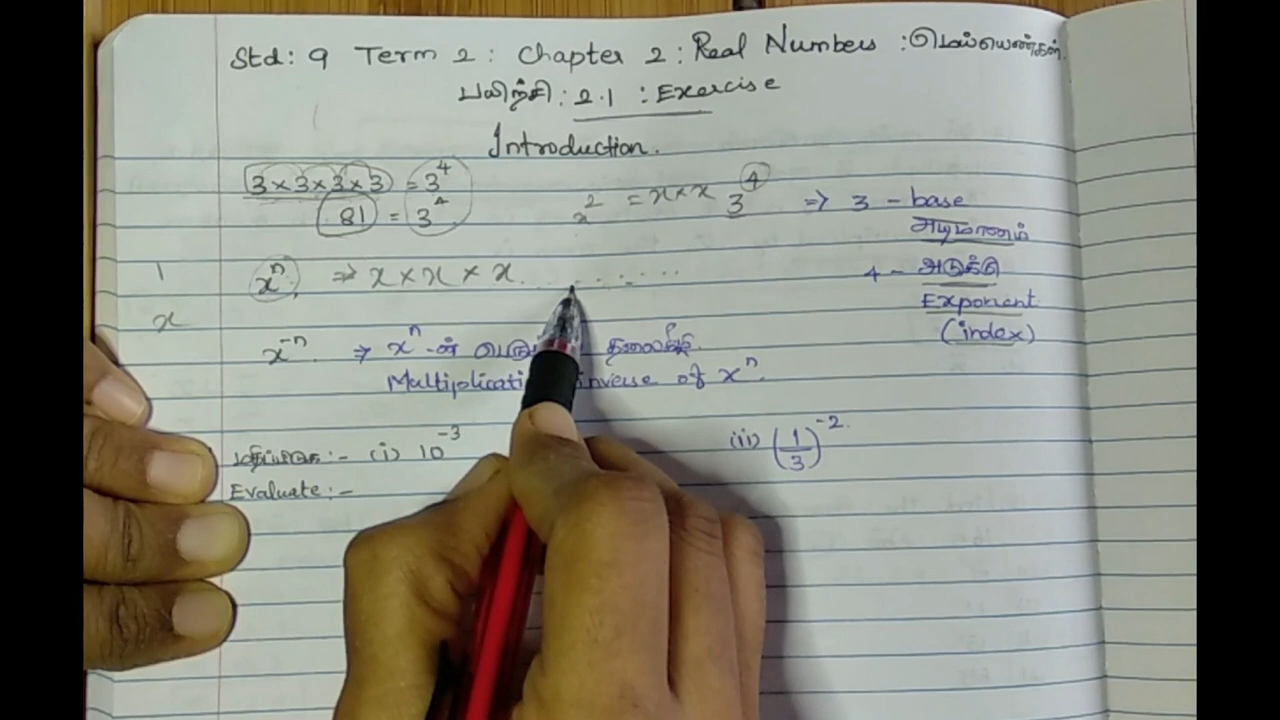 Std: 9 Term 2 : Chapter 2 : Real Numbers : மெய்யெண்கள்.
பயிற்சி : 2.1 : Exercise
Introduction.
3 × 3 × 3 × 3 = 3⁴
81 = 3⁴
x² = x × x
3⁴ ⇒ 3 - base
அடிமானம்
1 xⁿ ⇒ x × x × x . . . . . . . . .
4 - அடுக்கு
Exponent
(index)
x
x⁻ⁿ ⇒ xⁿ-ன்
Inverse of xⁿ.
மதிப்பிடுக :- (i) 10⁻³ (ii) (1/3)⁻²
Evaluate :-